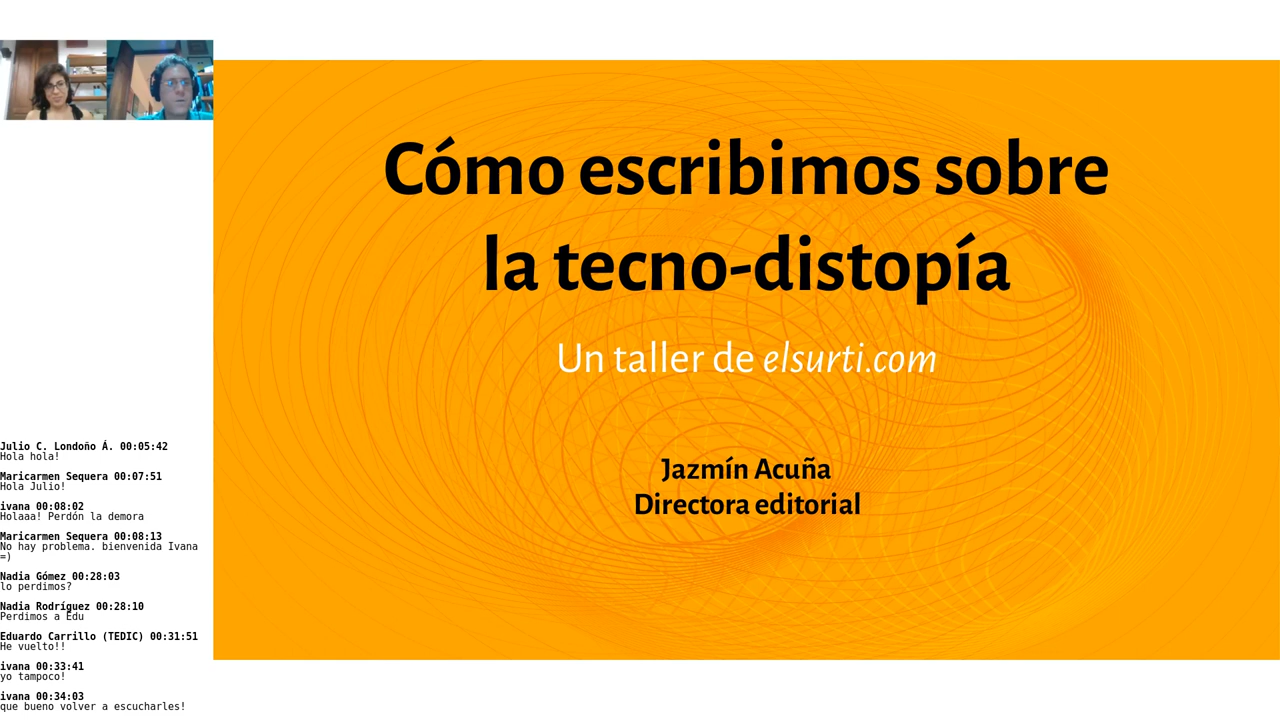 Cómo escribimos sobre
la tecno-distopía
Un taller de elsurti.com
Jazmín Acuña
Directora editorial
Julio C. Londoño Á. 00:05:42
Hola hola!
Maricarmen Sequera 00:07:51
Hola Julio!
ivana 00:08:02
Holaaa! Perdón la demora
Maricarmen Sequera 00:08:13
No hay problema. bienvenida Ivana
=)
Nadia Gómez 00:28:03
lo perdimos?
Nadia Rodríguez 00:28:10
Perdimos a Edu
Eduardo Carrillo (TEDIC) 00:31:51
He vuelto!!
ivana 00:33:41
yo tampoco!
ivana 00:34:03
que bueno volver a escucharles!